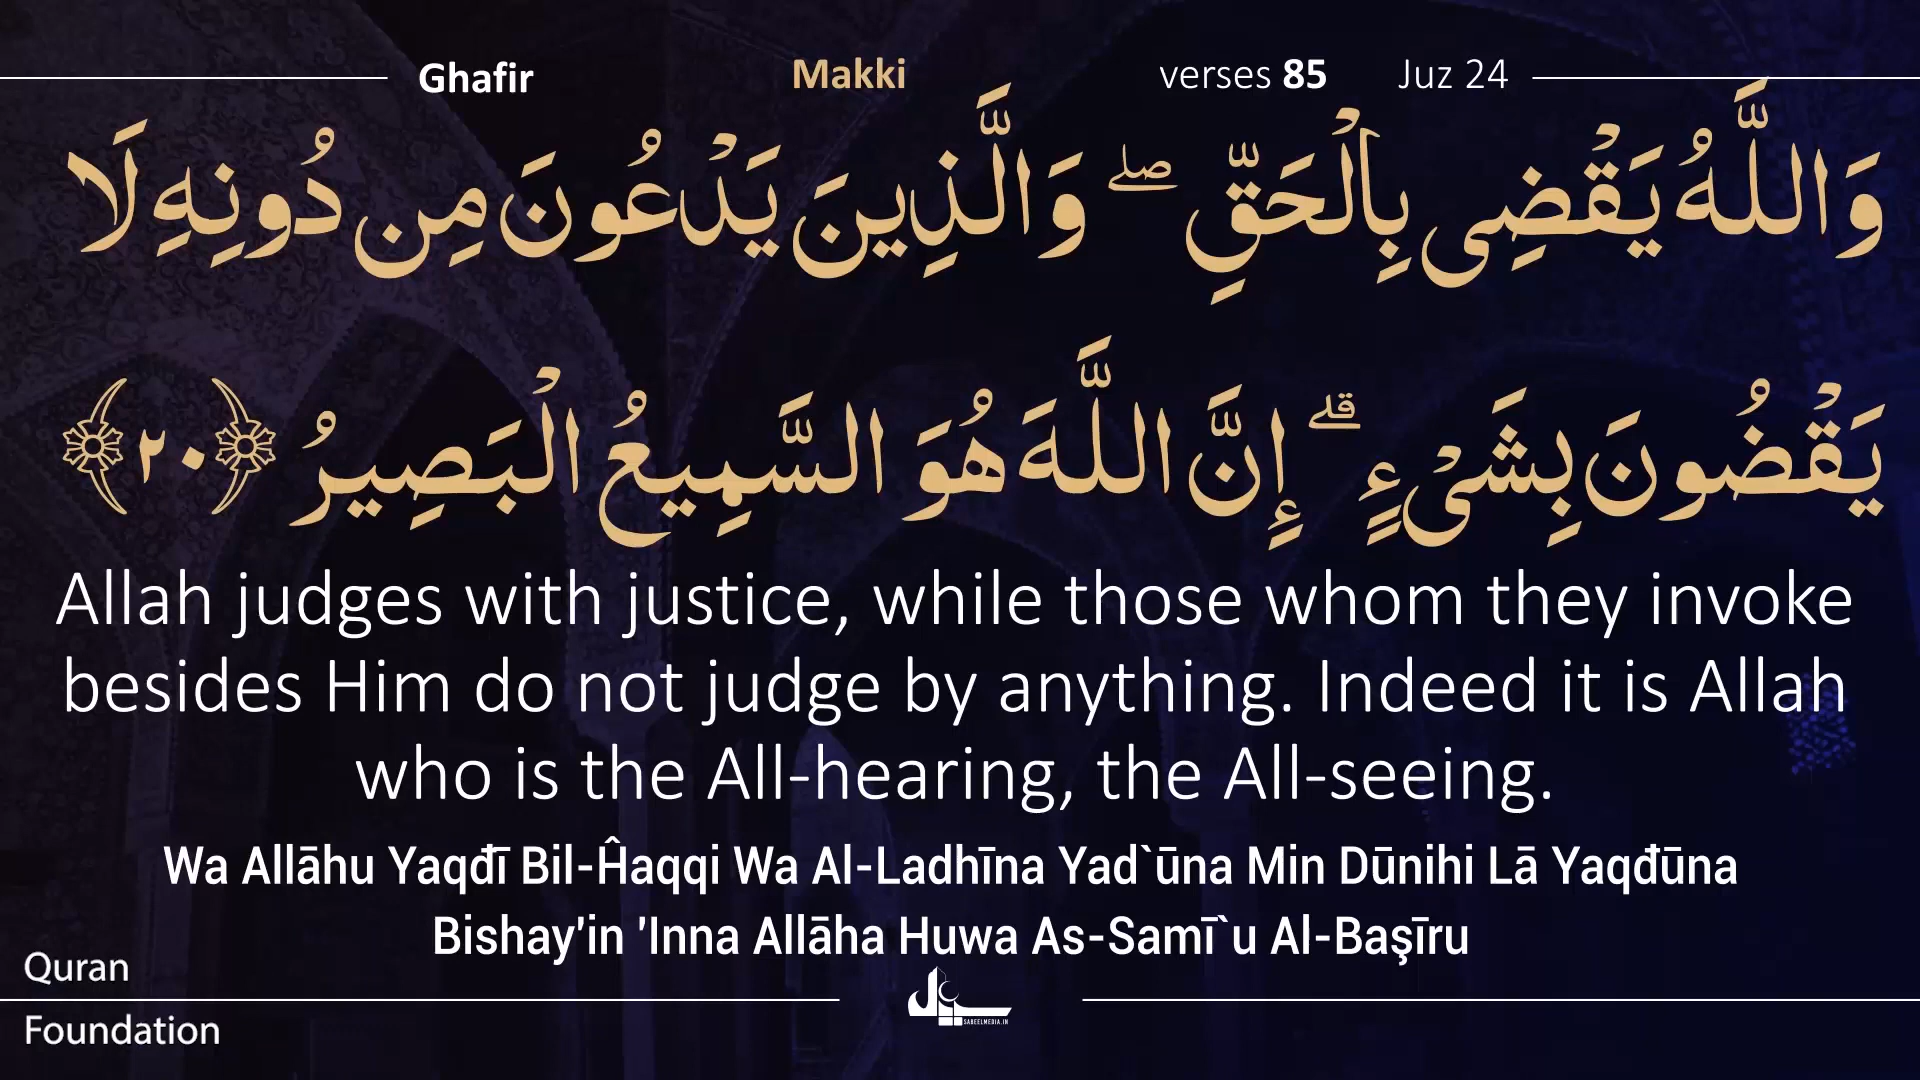 Ghafir Makki verses 85 Juz 24
وَاللَّهُ يَقْضِى بِالْحَقِّ ۖ وَالَّذِينَ يَدْعُونَ مِن دُونِهِ لَا
يَقْضُونَ بِشَىْءٍ ۗ إِنَّ اللَّهَ هُوَ السَّمِيعُ الْبَصِيرُ ﴿٢٠﴾
Allah judges with justice, while those whom they invoke
besides Him do not judge by anything. Indeed it is Allah
who is the All-hearing, the All-seeing.
Wa Allāhu Yaqđī Bil-Ĥaqqi Wa Al-Ladhīna Yad`ūna Min Dūnihi Lā Yaqđūna
Bishay'in 'Inna Allāha Huwa As-Samī`u Al-Başīru
Quran
Foundation
SABEELMEDIA.IN